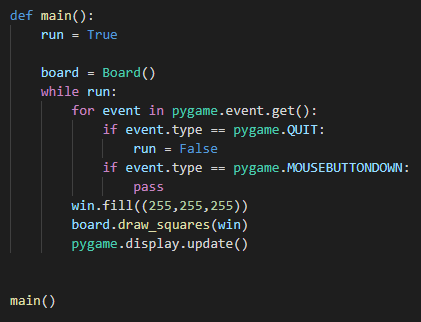 def main():
    run = True

    board = Board()
    while run:
        for event in pygame.event.get():
            if event.type == pygame.QUIT:
                run = False
            if event.type == pygame.MOUSEBUTTONDOWN:
                pass
        win.fill((255,255,255))
        board.draw_squares(win)
        pygame.display.update()


main()